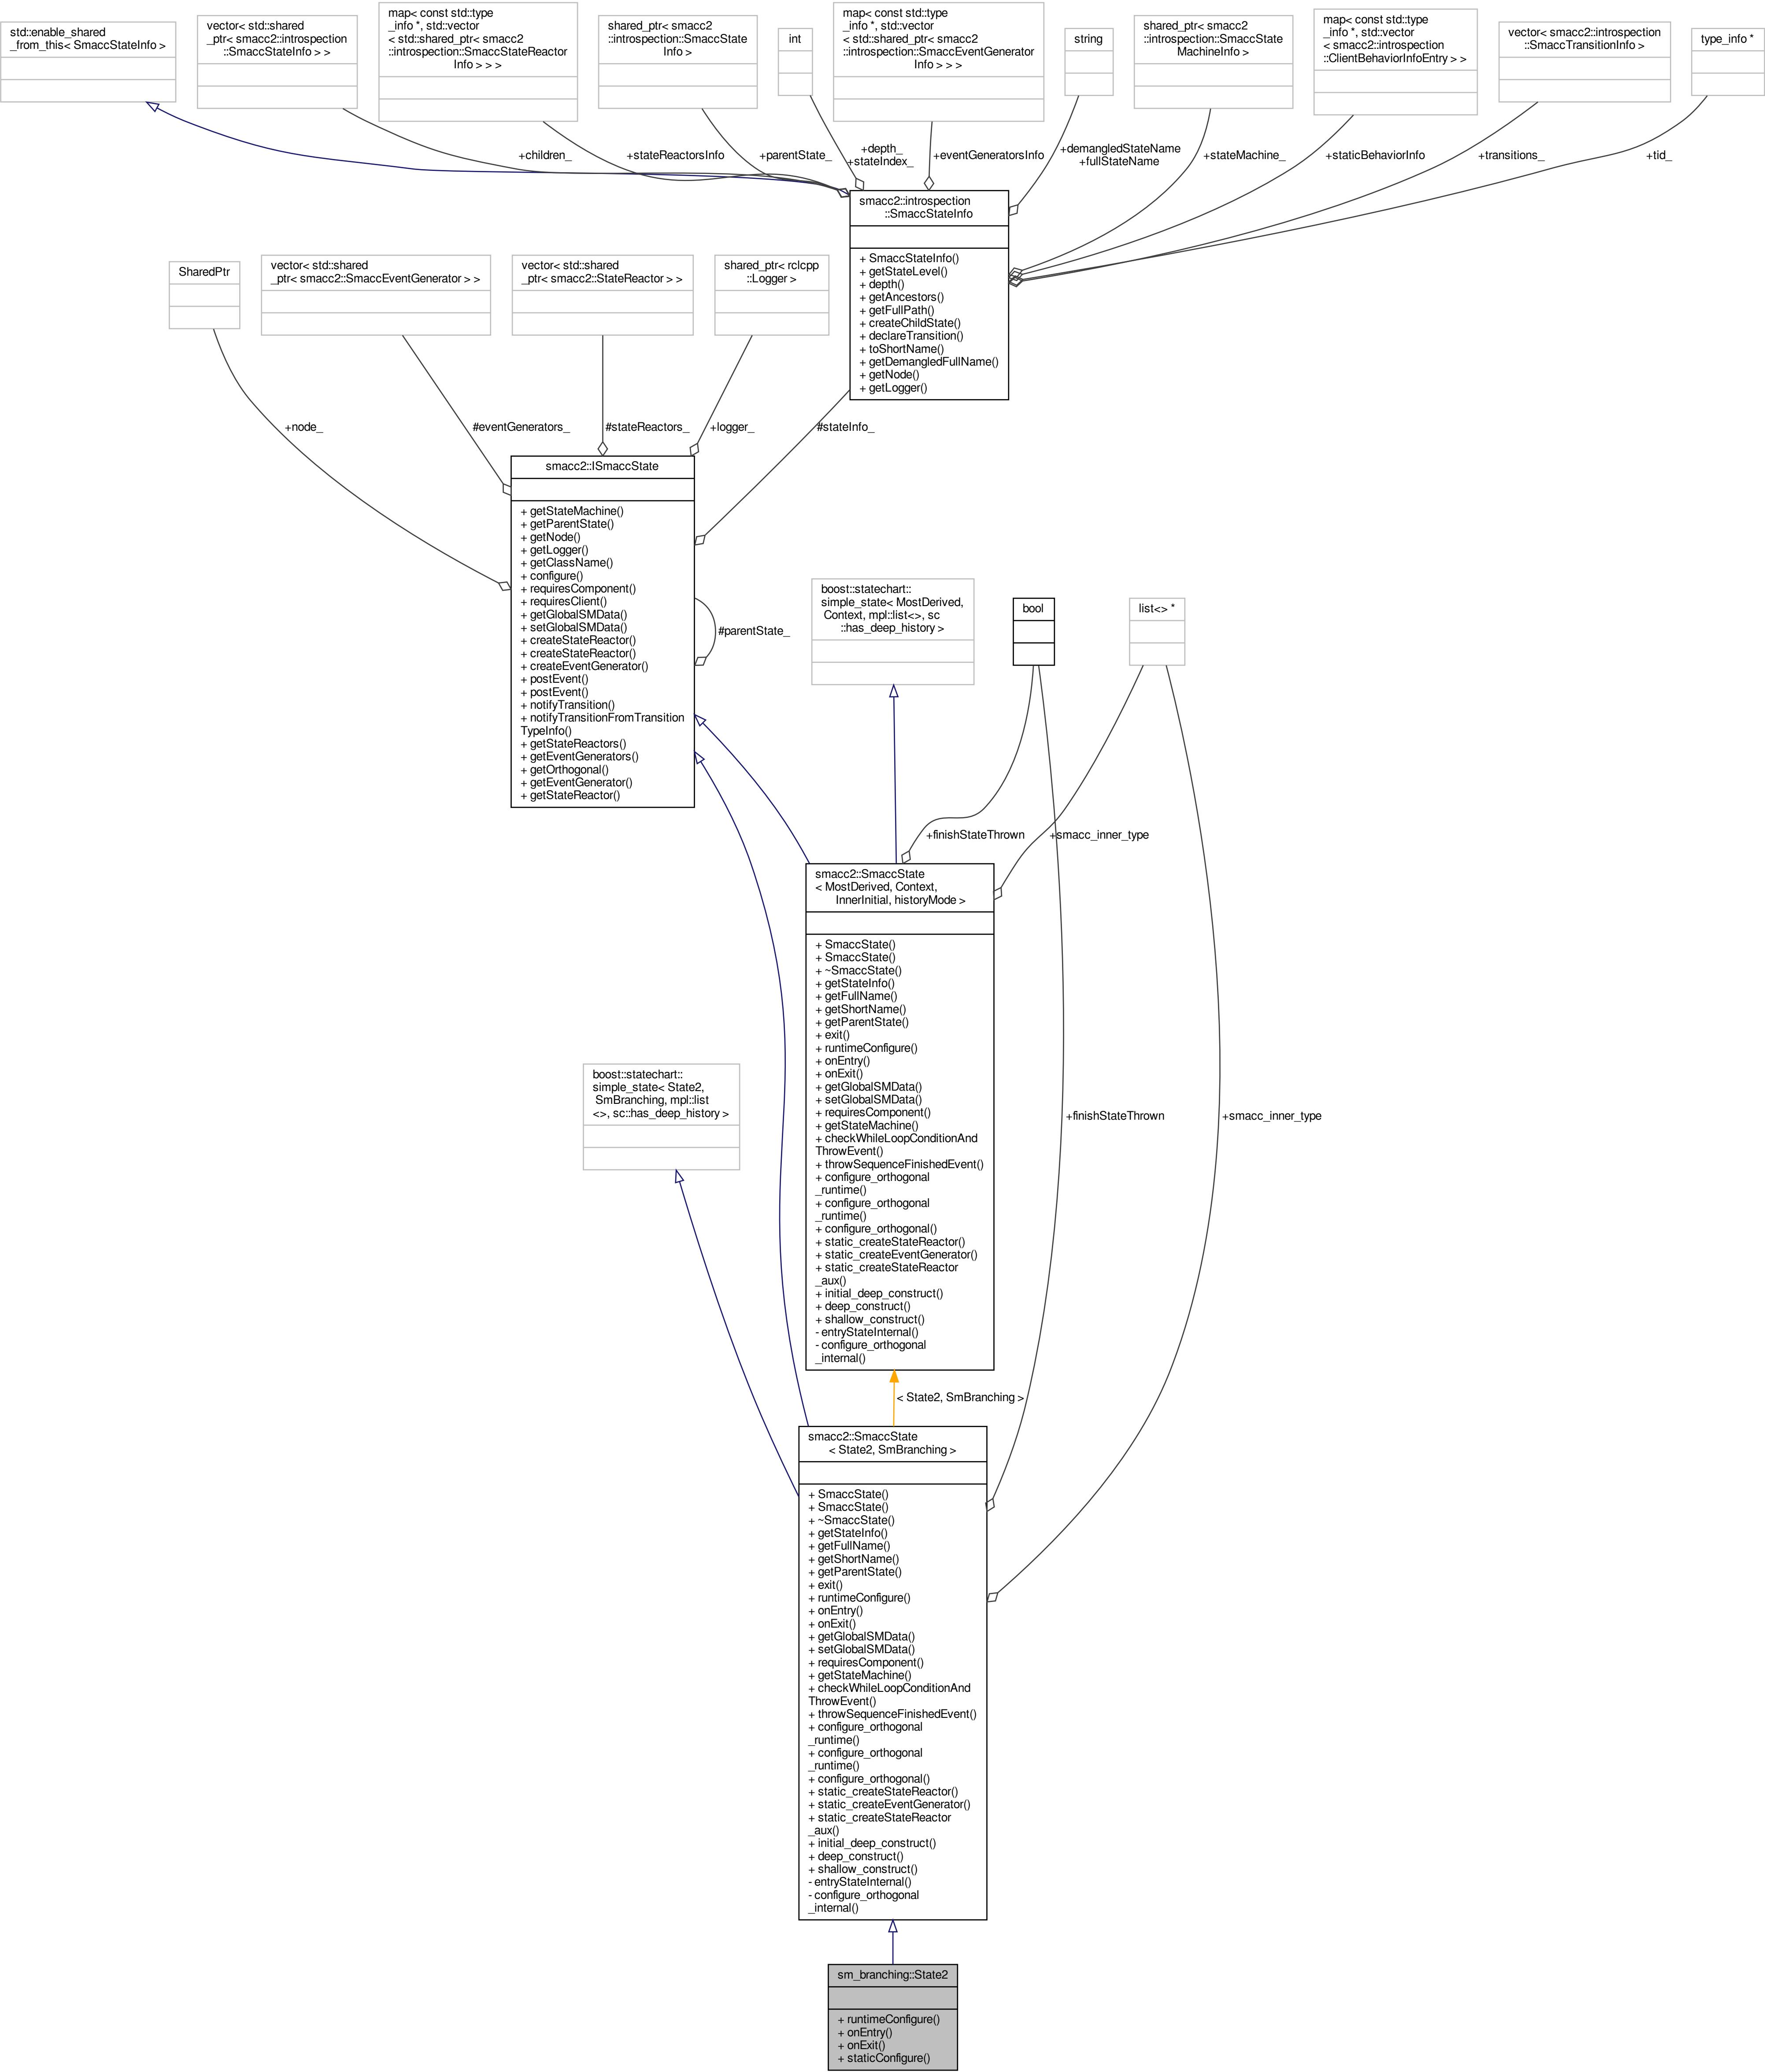 std::enable_shared
_from_this< SmaccStateInfo >
vector< std::shared
_ptr< smacc2::introspection
::SmaccStateInfo > >
map< const std::type
_info *, std::vector
< std::shared_ptr< smacc2
::introspection::SmaccStateReactor
Info > > >
shared_ptr< smacc2
::introspection::SmaccState
Info >
int
map< const std::type
_info *, std::vector
< std::shared_ptr< smacc2
::introspection::SmaccEventGenerator
Info > > >
string
shared_ptr< smacc2
::introspection::SmaccState
MachineInfo >
map< const std::type
_info *, std::vector
< smacc2::introspection
::ClientBehaviorInfoEntry > >
vector< smacc2::introspection
::SmaccTransitionInfo >
type_info *
+children_
+stateReactorsInfo
+parentState_
+depth_
+stateIndex_
+eventGeneratorsInfo
+demangledStateName
+fullStateName
+stateMachine_
+staticBehaviorInfo
+transitions_
+tid_
smacc2::introspection
::SmaccStateInfo
+ SmaccStateInfo()
+ getStateLevel()
+ depth()
+ getAncestors()
+ getFullPath()
+ createChildState()
+ declareTransition()
+ toShortName()
+ getDemangledFullName()
+ getNode()
+ getLogger()
SharedPtr
vector< std::shared
_ptr< smacc2::SmaccEventGenerator > >
vector< std::shared
_ptr< smacc2::StateReactor > >
shared_ptr< rclcpp
::Logger >
+node_
#eventGenerators_
#stateReactors_
+logger_
#stateInfo_
smacc2::ISmaccState
+ getStateMachine()
+ getParentState()
+ getNode()
+ getLogger()
+ getClassName()
+ configure()
+ requiresComponent()
+ requiresClient()
+ getGlobalSMData()
+ setGlobalSMData()
+ createStateReactor()
+ createStateReactor()
+ createEventGenerator()
+ postEvent()
+ postEvent()
+ notifyTransition()
+ notifyTransitionFromTransition
TypeInfo()
+ getStateReactors()
+ getEventGenerators()
+ getOrthogonal()
+ getEventGenerator()
+ getStateReactor()
#parentState_
boost::statechart::
simple_state< MostDerived,
Context, mpl::list<>, sc
::has_deep_history >
bool
list<> *
+finishStateThrown
+smacc_inner_type
smacc2::SmaccState
< MostDerived, Context,
InnerInitial, historyMode >
+ SmaccState()
+ SmaccState()
+ ~SmaccState()
+ getStateInfo()
+ getFullName()
+ getShortName()
+ getParentState()
+ exit()
+ runtimeConfigure()
+ onEntry()
+ onExit()
+ getGlobalSMData()
+ setGlobalSMData()
+ requiresComponent()
+ getStateMachine()
+ checkWhileLoopConditionAnd
ThrowEvent()
+ throwSequenceFinishedEvent()
+ configure_orthogonal
_runtime()
+ configure_orthogonal
_runtime()
+ configure_orthogonal()
+ static_createStateReactor()
+ static_createEventGenerator()
+ static_createStateReactor
_aux()
+ initial_deep_construct()
+ deep_construct()
+ shallow_construct()
- entryStateInternal()
- configure_orthogonal
_internal()
boost::statechart::
simple_state< State2,
SmBranching, mpl::list
<>, sc::has_deep_history >
+finishStateThrown
+smacc_inner_type
< State2, SmBranching >
smacc2::SmaccState
< State2, SmBranching >
+ SmaccState()
+ SmaccState()
+ ~SmaccState()
+ getStateInfo()
+ getFullName()
+ getShortName()
+ getParentState()
+ exit()
+ runtimeConfigure()
+ onEntry()
+ onExit()
+ getGlobalSMData()
+ setGlobalSMData()
+ requiresComponent()
+ getStateMachine()
+ checkWhileLoopConditionAnd
ThrowEvent()
+ throwSequenceFinishedEvent()
+ configure_orthogonal
_runtime()
+ configure_orthogonal
_runtime()
+ configure_orthogonal()
+ static_createStateReactor()
+ static_createEventGenerator()
+ static_createStateReactor
_aux()
+ initial_deep_construct()
+ deep_construct()
+ shallow_construct()
- entryStateInternal()
- configure_orthogonal
_internal()
sm_branching::State2
+ runtimeConfigure()
+ onEntry()
+ onExit()
+ staticConfigure()